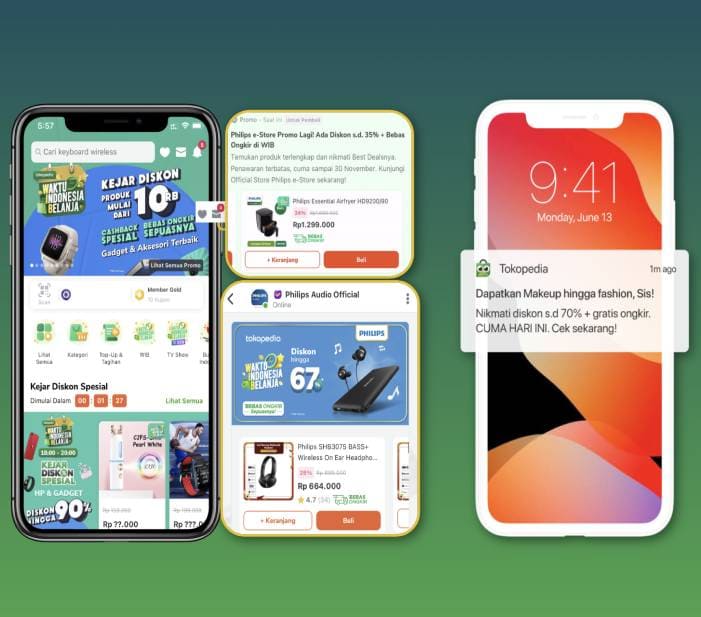 5:57
Cari keyboard wireless
tokopedia
WAKTU
INDONESIA
BELANJA
KEJAR DISKON
PRODUK
MULAI
DARI
10RB
CASHBACK
SPESIAL
BEBAS ONGKIR
SEPUASNYA
Gadget & Aksesori Terbaik
Lihat Semua Promo
Scan
Member Gold
10 Kupon
Lihat
Semua
Kategori
Top-Up &
Tagihan
WIB
TV Show
Kejar Diskon Spesial
Dimulai Dalam 00 : 01 : 27
Lihat Semua
WAKTU
INDONESIA
BELANJA
18:00 - 20:00
KEJAR
DISKON
SPESIAL
HP & GADGET
DISKON
HINGGA
90%
Pearl White
Rp ??.000
Rp ???.000
Promo • Saat ini Untuk Pembeli
Philips e-Store Promo Lagi! Ada Diskon s.d. 35% + Bebas
Ongkir di WIB
Temukan produk terlengkap dan nikmati Best Dealsnya.
Penawaran terbatas, cuma sampai 30 November. Kunjungi
Official Store Philips e-Store sekarang!
Philips Essential Airfryer HD9200/90
Rp1.299.000
BEBAS
ONGKIR
+ Keranjang
Beli
Philips Audio Official
Online
tokopedia
PHILIPS
WAKTU
INDONESIA
BELANJA
Diskon
hingga
67%
BEBAS ONGKIR
Sepuasnya!
Philips SH63075 BASS+
Wireless On Ear Headpho...
Rp 664.000
4.7 (34)
BEBAS
ONGKIR
+ Keranjang
Beli
9:41
Monday, June 13
Tokopedia
1m ago
Dapatkan Makeup hingga fashion, Sis!
Nikmati diskon s.d 70% + gratis ongkir.
CUMA HARI INI. Cek sekarang!